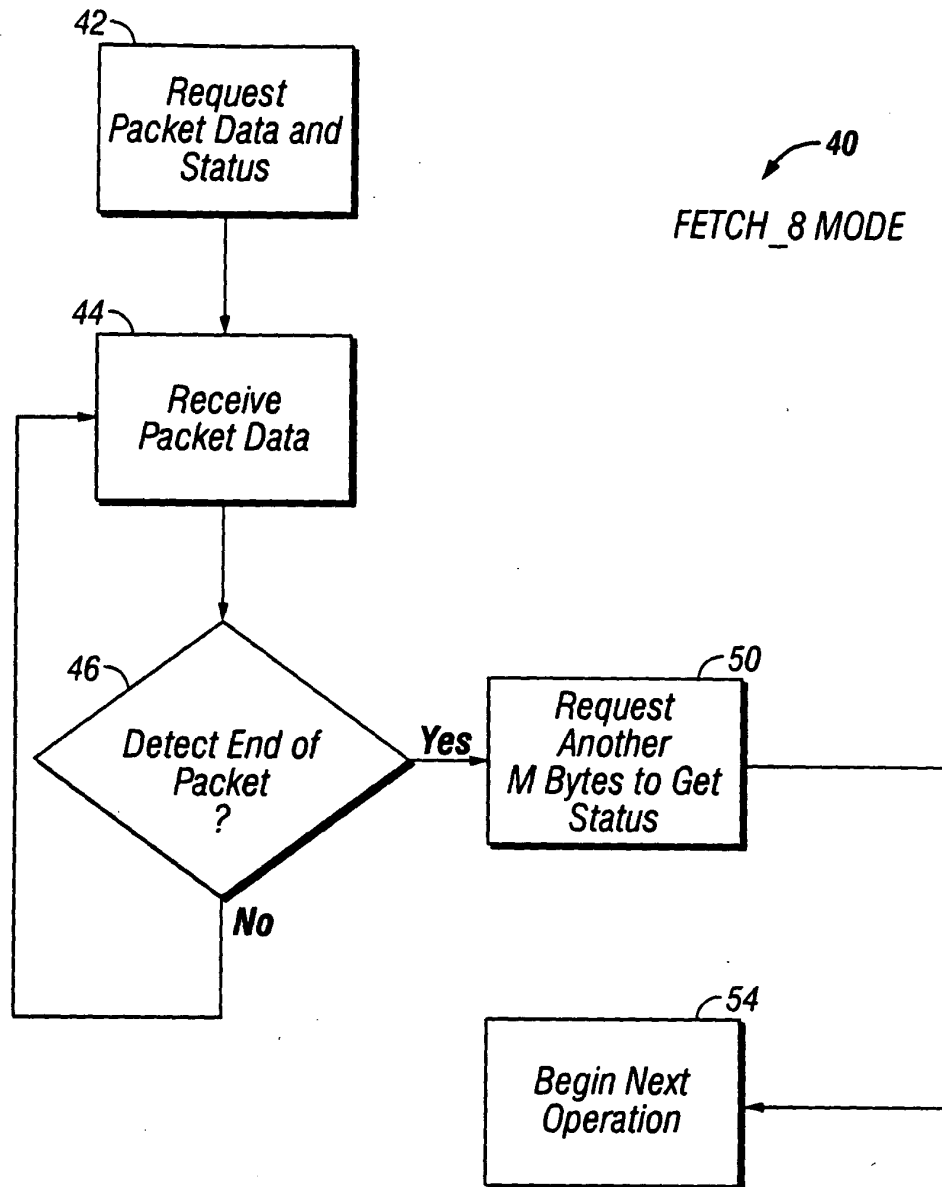 42
Request
Packet Data and
Status
40
FETCH_8 MODE
44
Receive
Packet Data
46
Detect End of
Packet
?
Yes
No
50
Request
Another
M Bytes to Get
Status
54
Begin Next
Operation